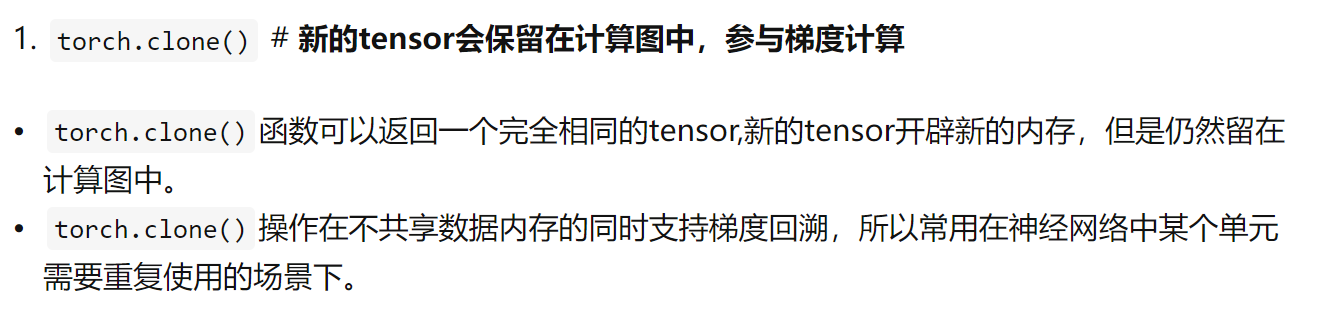 1. torch.clone() # 新的tensor会保留在计算图中，参与梯度计算
• torch.clone()函数可以返回一个完全相同的tensor,新的tensor开辟新的内存，但是仍然留在
计算图中。
• torch.clone()操作在不共享数据内存的同时支持梯度回溯，所以常用在神经网络中某个单元
需要重复使用的场景下。